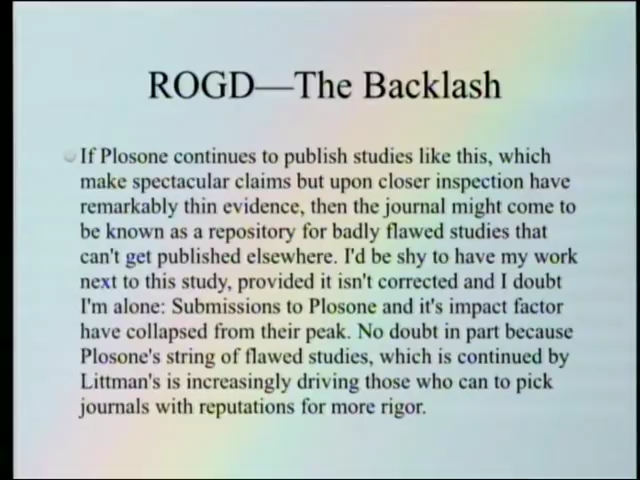 ROGD—The Backlash
If Plosone continues to publish studies like this, which
make spectacular claims but upon closer inspection have
remarkably thin evidence, then the journal might come to
be known as a repository for badly flawed studies that
can't get published elsewhere. I'd be shy to have my work
next to this study, provided it isn't corrected and I doubt
I'm alone: Submissions to Plosone and it's impact factor
have collapsed from their peak. No doubt in part because
Plosone's string of flawed studies, which is continued by
Littman's is increasingly driving those who can to pick
journals with reputations for more rigor.